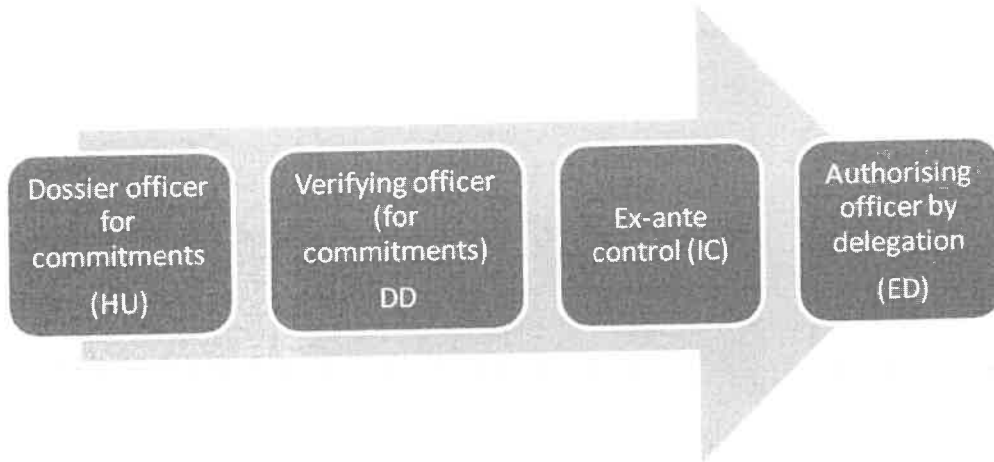 Dossier officer
for
commitments
(HU)
Verifying officer
(for
commitments)
DD
Ex-ante
control (IC)
Authorising
officer by
delegation
(ED)